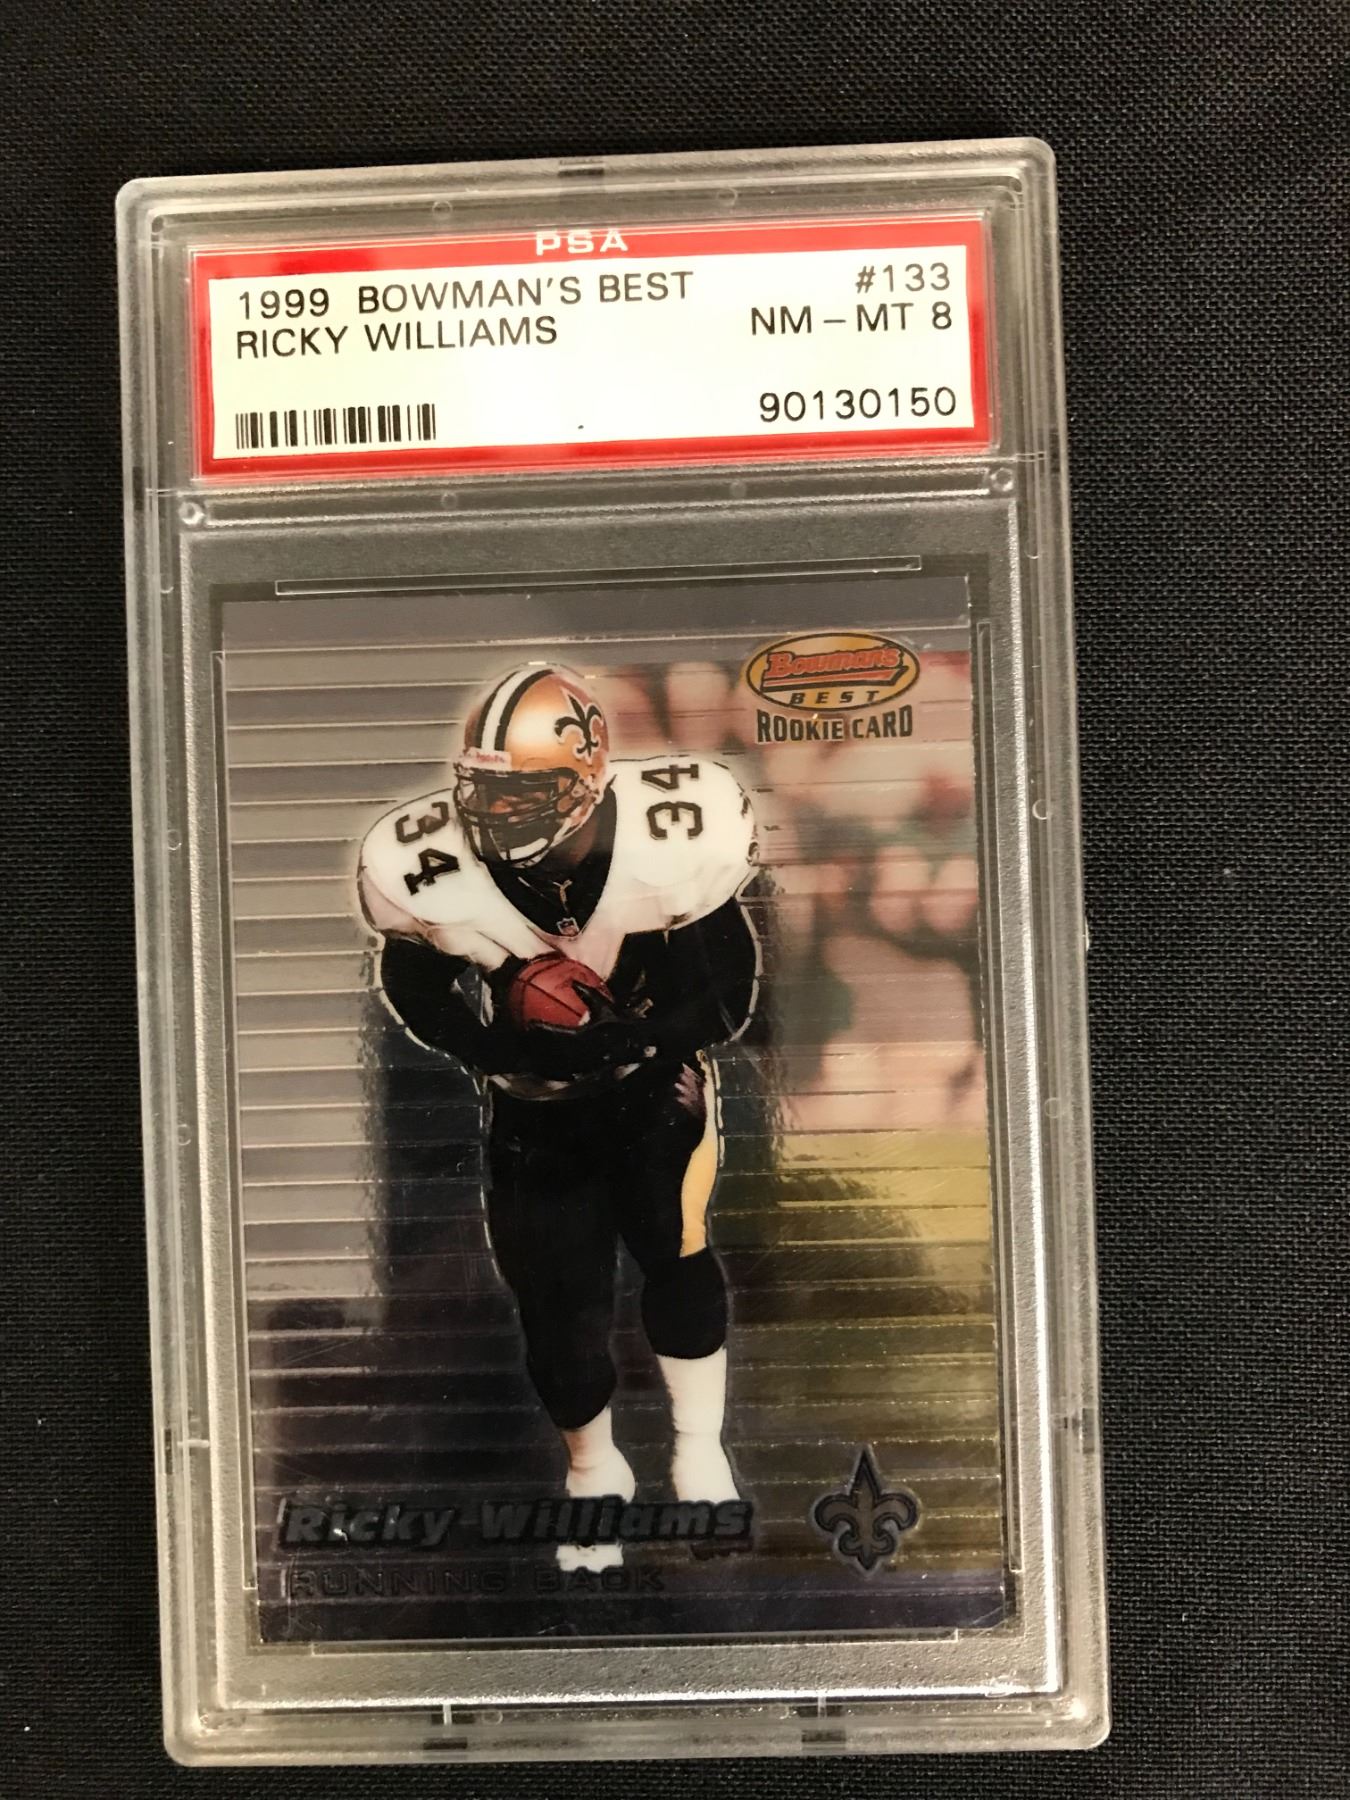 PSA
1999 BOWMAN'S BEST #133
RICKY WILLIAMS NM - MT 8
90130150
Bowman's
BEST
ROOKIE CARD
34
34
Ricky Williams
RUNNING BACK